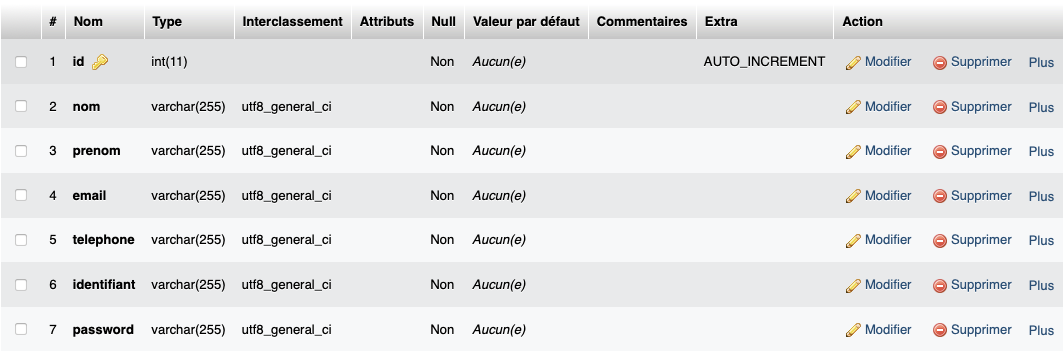 # Nom Type Interclassement Attributs Null Valeur par défaut Commentaires Extra Action
1 id int(11) Non Aucun(e) AUTO_INCREMENT Modifier Supprimer Plus
2 nom varchar(255) utf8_general_ci Non Aucun(e) Modifier Supprimer Plus
3 prenom varchar(255) utf8_general_ci Non Aucun(e) Modifier Supprimer Plus
4 email varchar(255) utf8_general_ci Non Aucun(e) Modifier Supprimer Plus
5 telephone varchar(255) utf8_general_ci Non Aucun(e) Modifier Supprimer Plus
6 identifiant varchar(255) utf8_general_ci Non Aucun(e) Modifier Supprimer Plus
7 password varchar(255) utf8_general_ci Non Aucun(e) Modifier Supprimer Plus